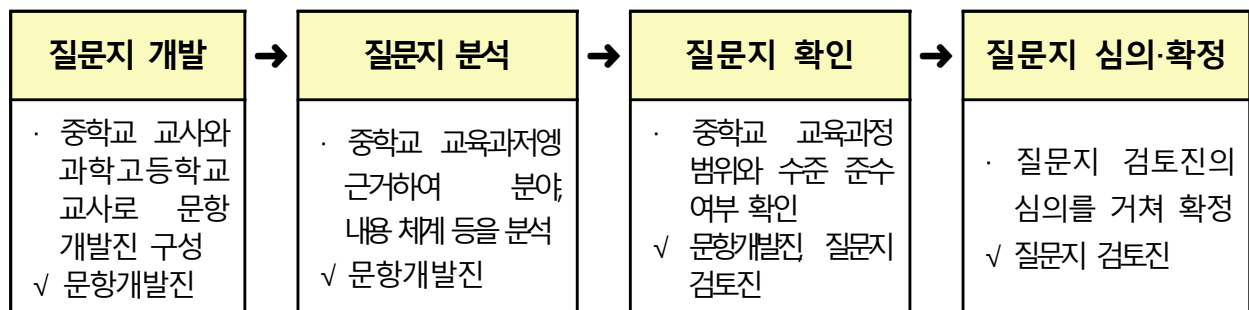 질문지 개발 ➜ 질문지 분석 ➜ 질문지 확인 ➜ 질문지 심의·확정
· 중학교 교사와
과학고등학교
교사로 문항
개발진 구성
√ 문항개발진
· 중학교 교육과저엥
근거하여 분야,
내용 체계 등을 분석
√ 문항개발진
· 중학교 교육과정
범위와 수준 준수
여부 확인
√ 문항개발진, 질문지
검토진
· 질문지 검토진의
심의를 거쳐 확정
√ 질문지 검토진